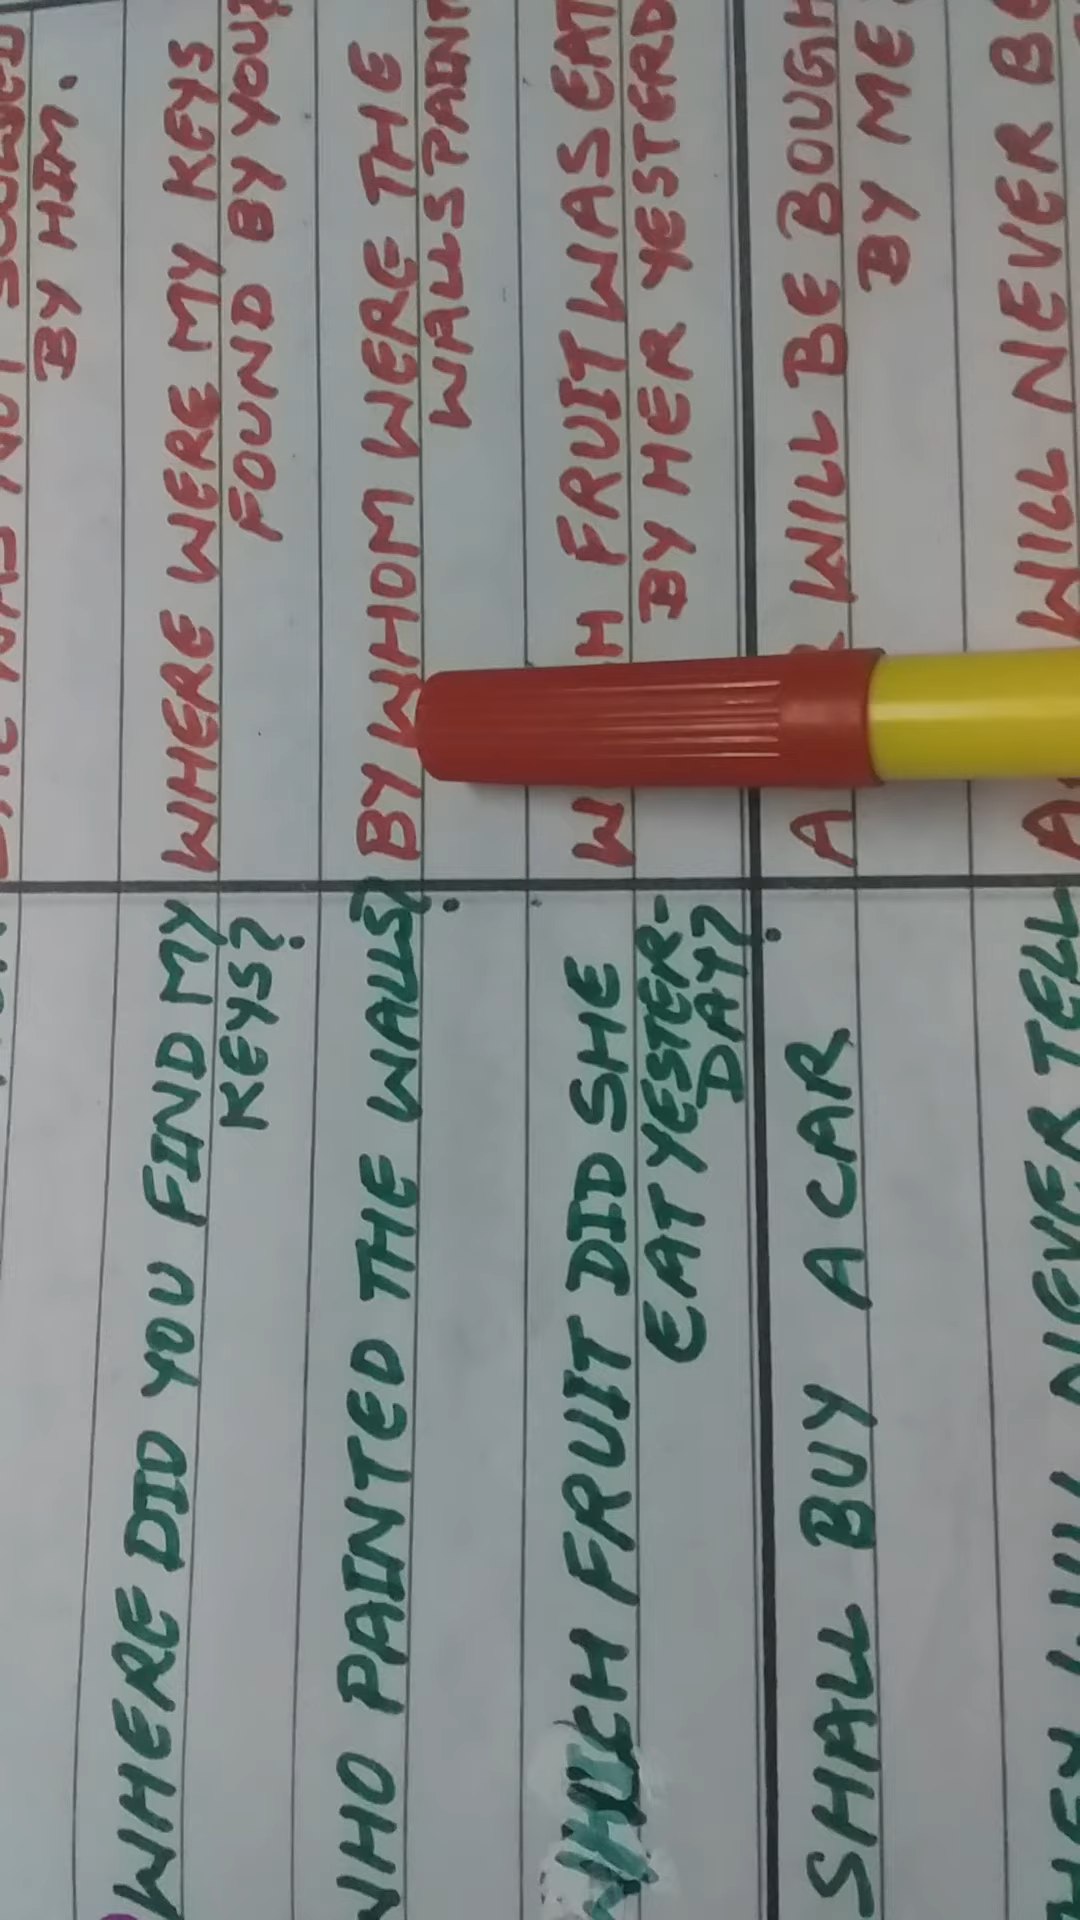 NOT SCOLDED
BY HIM.
WHERE DID YOU FIND MY
KEYS?
WHERE WERE MY KEYS
FOUND BY YOU?
WHO PAINTED THE WALLS?
BY WHOM WERE THE
WALLS PAINT
WHICH FRUIT DID SHE
EAT YESTER-
DAY?
FRUIT WAS EAT
BY HER YESTERD
SHALL BUY A CAR
A WILL BE BOUGH
BY ME
NEVER TELL
WILL NEVER BE